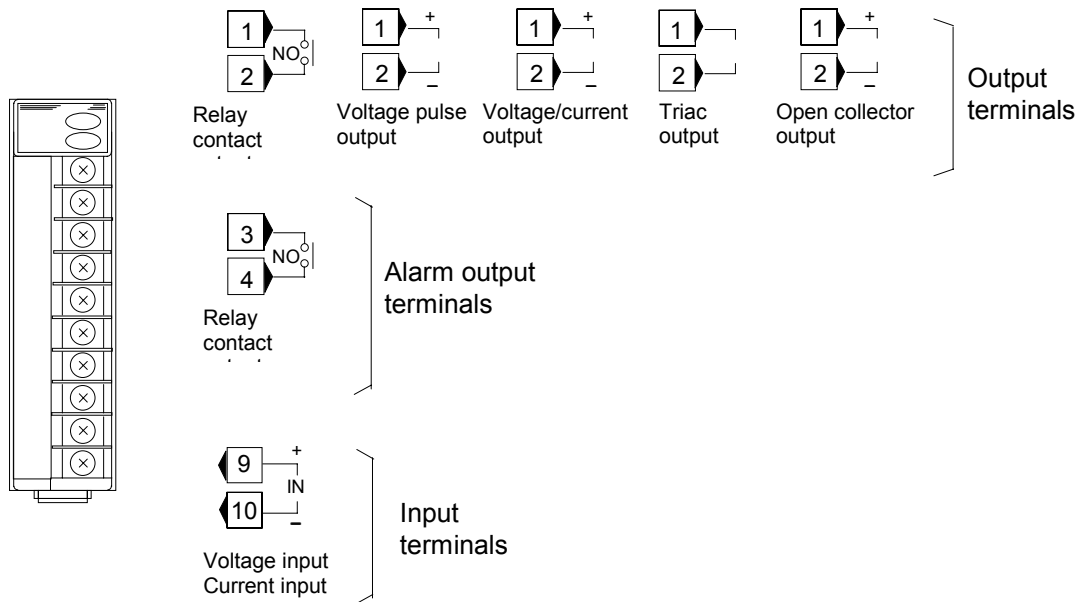 1 + 1 + 1 + 1 1 +
NO
2 2 – 2 – 2 2 –
Relay
contact
Voltage pulse
output
Voltage/current
output
Triac
output
Open collector
output
Output
terminals
3
NO
4
Relay
contact
Alarm output
terminals
9 +
IN
10 –
Voltage input
Current input
Input
terminals